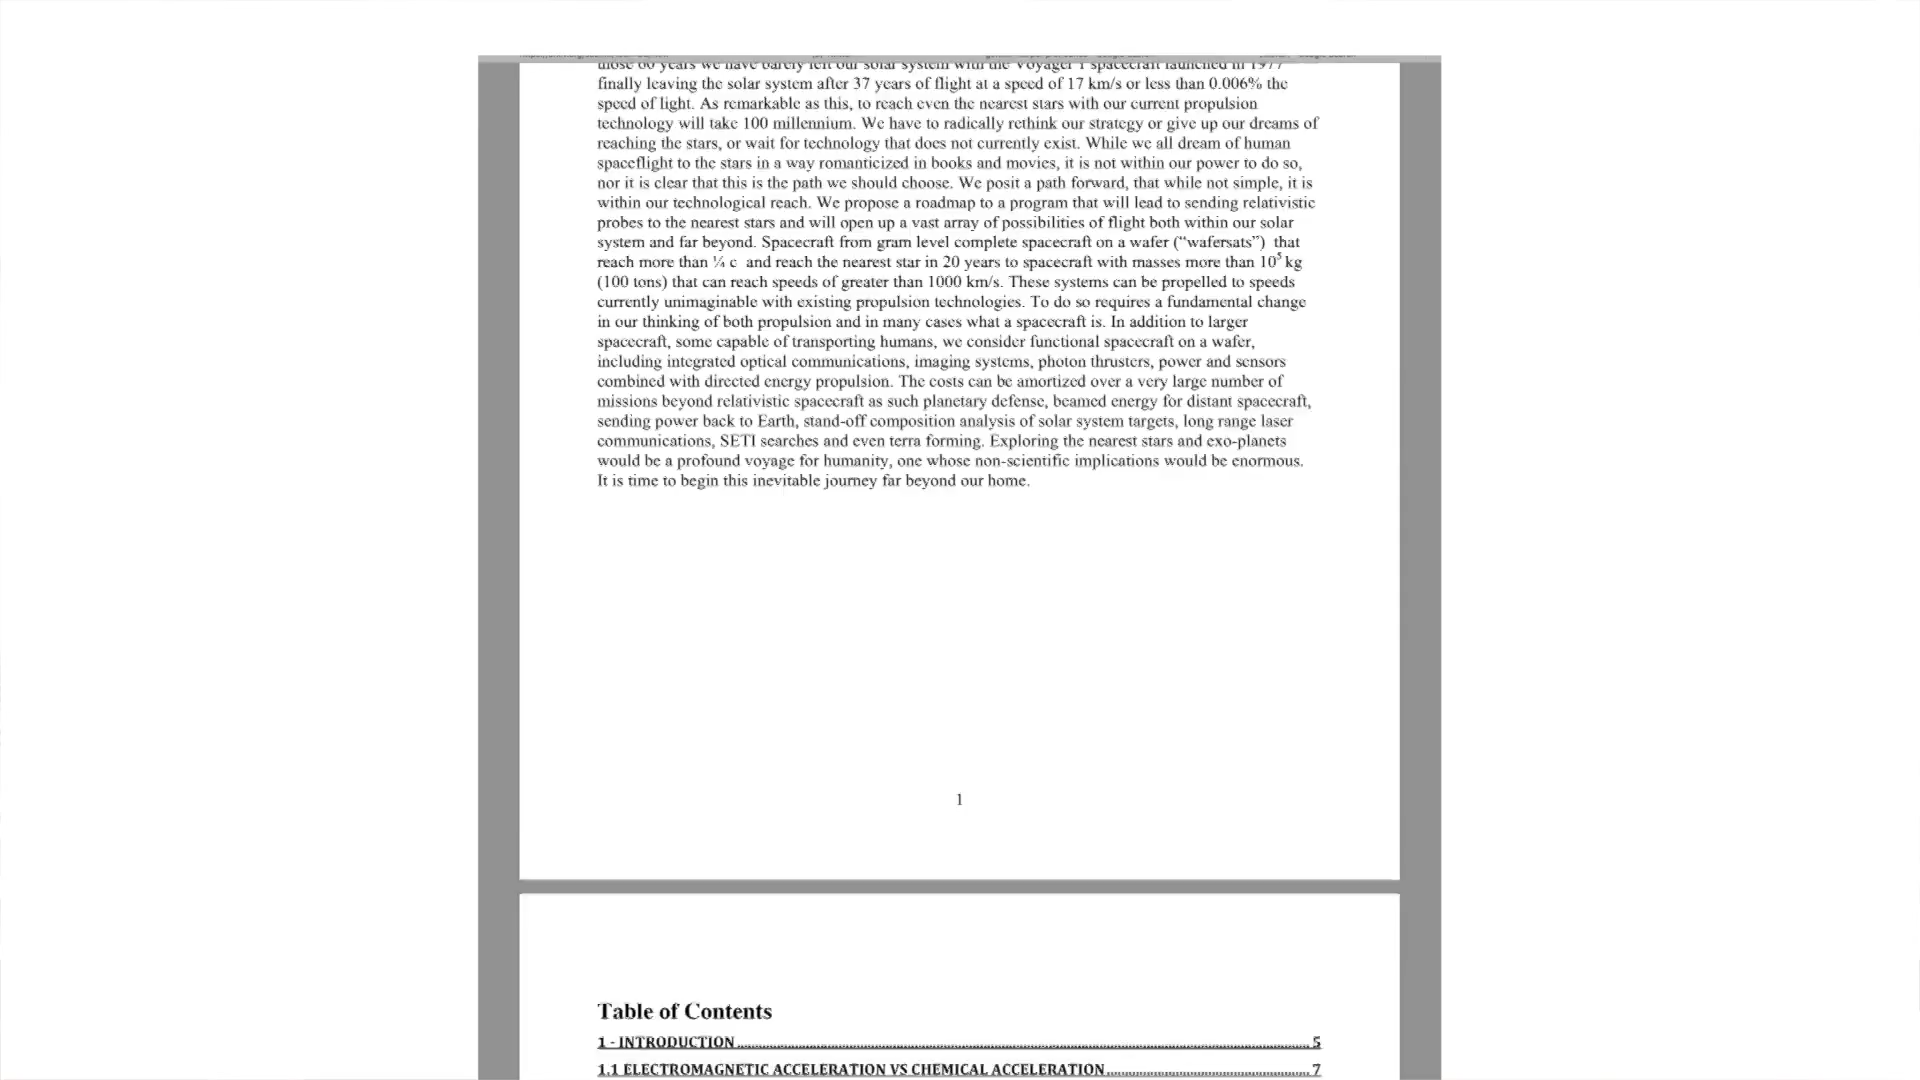 those 60 years we have barely left our solar system with the Voyager 1 spacecraft launched in 1977
finally leaving the solar system after 37 years of flight at a speed of 17 km/s or less than 0.006% the
speed of light. As remarkable as this, to reach even the nearest stars with our current propulsion
technology will take 100 millennium. We have to radically rethink our strategy or give up our dreams of
reaching the stars, or wait for technology that does not currently exist. While we all dream of human
spaceflight to the stars in a way romanticized in books and movies, it is not within our power to do so,
nor it is clear that this is the path we should choose. We posit a path forward, that while not simple, it is
within our technological reach. We propose a roadmap to a program that will lead to sending relativistic
probes to the nearest stars and will open up a vast array of possibilities of flight both within our solar
system and far beyond. Spacecraft from gram level complete spacecraft on a wafer (“wafersats”) that
reach more than ¼ c and reach the nearest star in 20 years to spacecraft with masses more than 10⁵ kg
(100 tons) that can reach speeds of greater than 1000 km/s. These systems can be propelled to speeds
currently unimaginable with existing propulsion technologies. To do so requires a fundamental change
in our thinking of both propulsion and in many cases what a spacecraft is. In addition to larger
spacecraft, some capable of transporting humans, we consider functional spacecraft on a wafer,
including integrated optical communications, imaging systems, photon thrusters, power and sensors
combined with directed energy propulsion. The costs can be amortized over a very large number of
missions beyond relativistic spacecraft as such planetary defense, beamed energy for distant spacecraft,
sending power back to Earth, stand-off composition analysis of solar system targets, long range laser
communications, SETI searches and even terra forming. Exploring the nearest stars and exo-planets
would be a profound voyage for humanity, one whose non-scientific implications would be enormous.
It is time to begin this inevitable journey far beyond our home.
1
Table of Contents
1 - INTRODUCTION 5
1.1 ELECTROMAGNETIC ACCELERATION VS CHEMICAL ACCELERATION 7